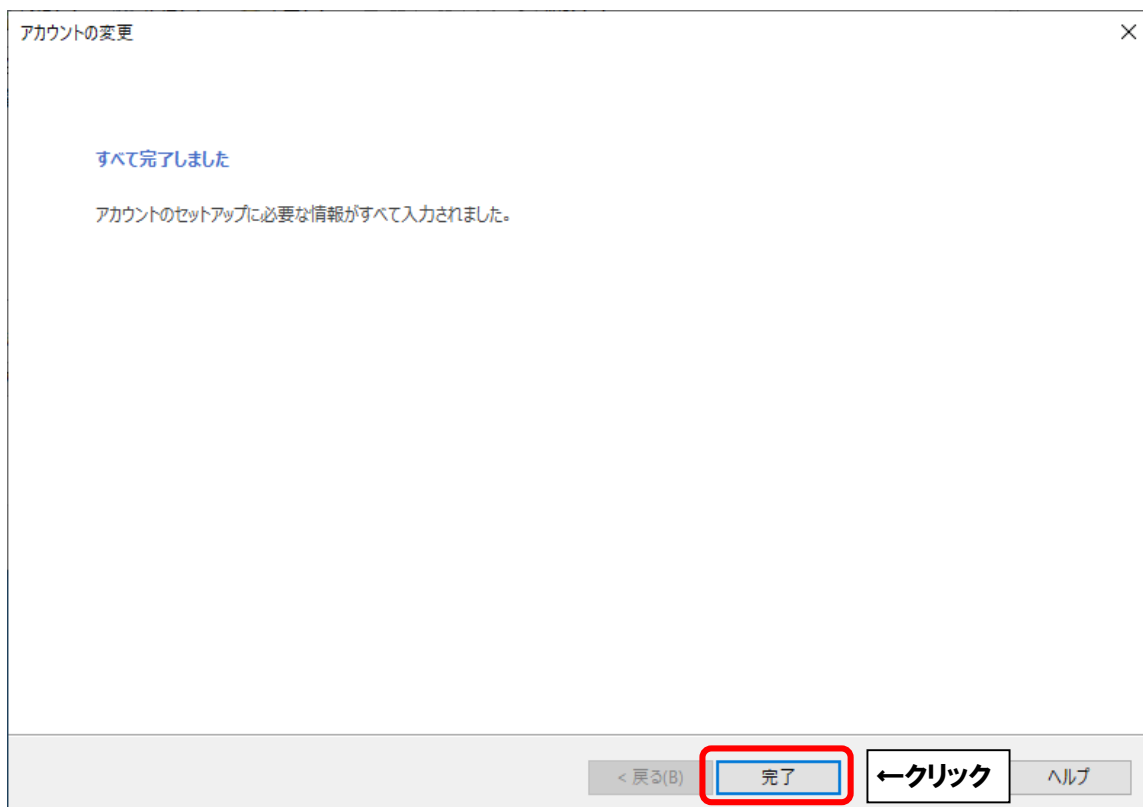 アカウントの変更
すべて完了しました
アカウントのセットアップに必要な情報がすべて入力されました。
< 戻る(B)
完了
←クリック
ヘルプ